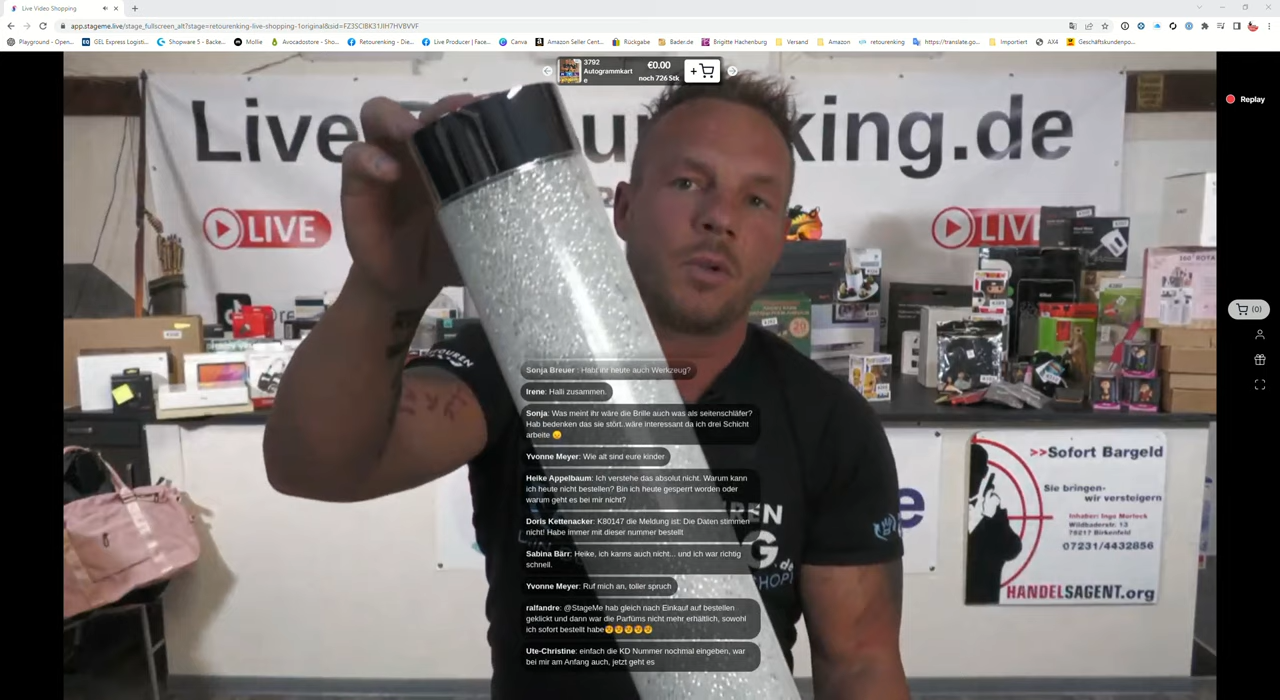 Live Video Shopping
app.stageme.live/stage_fullscreen_alt?stage=retourenking-live-shopping-1original&sid=FZ3SCIBK31JIH7HVBVVF
Playground - Open...
GEL Express Logisti...
Shopware 5 - Backe...
Mollie
Avocadostore - Sho...
Retourenking - Die...
Live Producer | Face...
Canva
Amazon Seller Cent...
Rückgabe
Bader.de
Brigitte Hachenburg
Versand
Amazon
retourenking
https://translate.go...
Importiert
AX4
Geschäftskundenpo...
3792
Autogrammkart
e
€0.00
noch 726 Stk
+
Replay
(0)
Live
king.de
LIVE
LIV
TOUREN
20
Sonja Breuer : Habt ihr heute auch Werkzeug?
Irene: Halli zusammen.
Sonja: Was meint ihr wäre die Brille auch was als seitenschläfer?
Hab bedenken das sie stört..wäre interessant da ich drei Schicht
arbeite 😞
Yvonne Meyer: Wie alt sind eure kinder
Heike Appelbaum: Ich verstehe das absolut nicht. Warum kann
ich heute nicht bestellen? Bin ich heute gesperrt worden oder
warum geht es bei mir nicht?
Doris Kettenacker: K80147 die Meldung ist: Die Daten stimmen
nicht! Habe immer mit dieser nummer bestellt
Sabina Bärr: Heike, ich kanns auch nicht... und ich war richtig
schnell.
Yvonne Meyer: Ruf mich an, toller spruch
ralfandre: @StageMe hab gleich nach Einkauf auf bestellen
geklickt und dann war die Parfüms nicht mehr erhältlich, sowohl
ich sofort bestellt habe😵😵😵😵😵
Ute-Christine: einfach die KD Nummer nochmal eingeben, war
bei mir am Anfang auch, jetzt geht es
REN
G.de
SHOP!
>>Sofort Bargeld
Sie bringen-
wir versteigern
Inhaber: Ingo Morlock
Wildbaderstr. 13
75217 Birkenfeld
07231/4432856
HANDELSAGENT.org